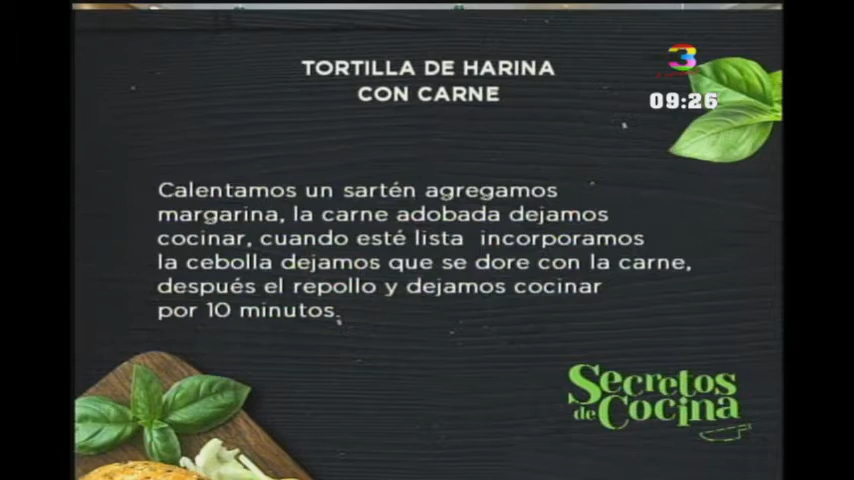 TORTILLA DE HARINA
CON CARNE
3
09:26
Calentamos un sartén agregamos
margarina, la carne adobada dejamos
cocinar, cuando esté lista incorporamos
la cebolla dejamos que se dore con la carne,
después el repollo y dejamos cocinar
por 10 minutos.
Secretos
de Cocina